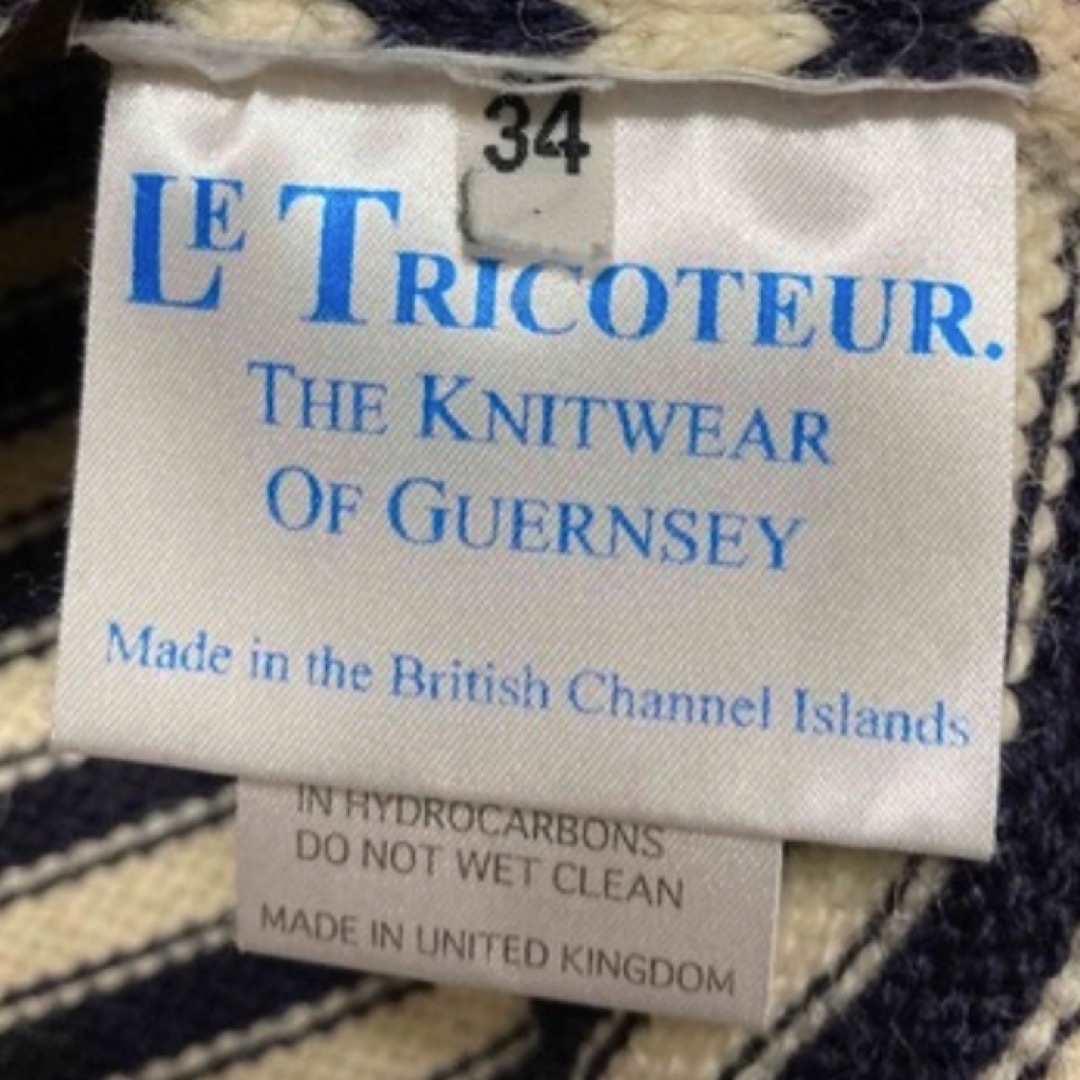 34
LE TRICOTEUR.
THE KNITWEAR
OF GUERNSEY
Made in the British Channel Islands
IN HYDROCARBONS
DO NOT WET CLEAN
MADE IN UNITED KINGDOM